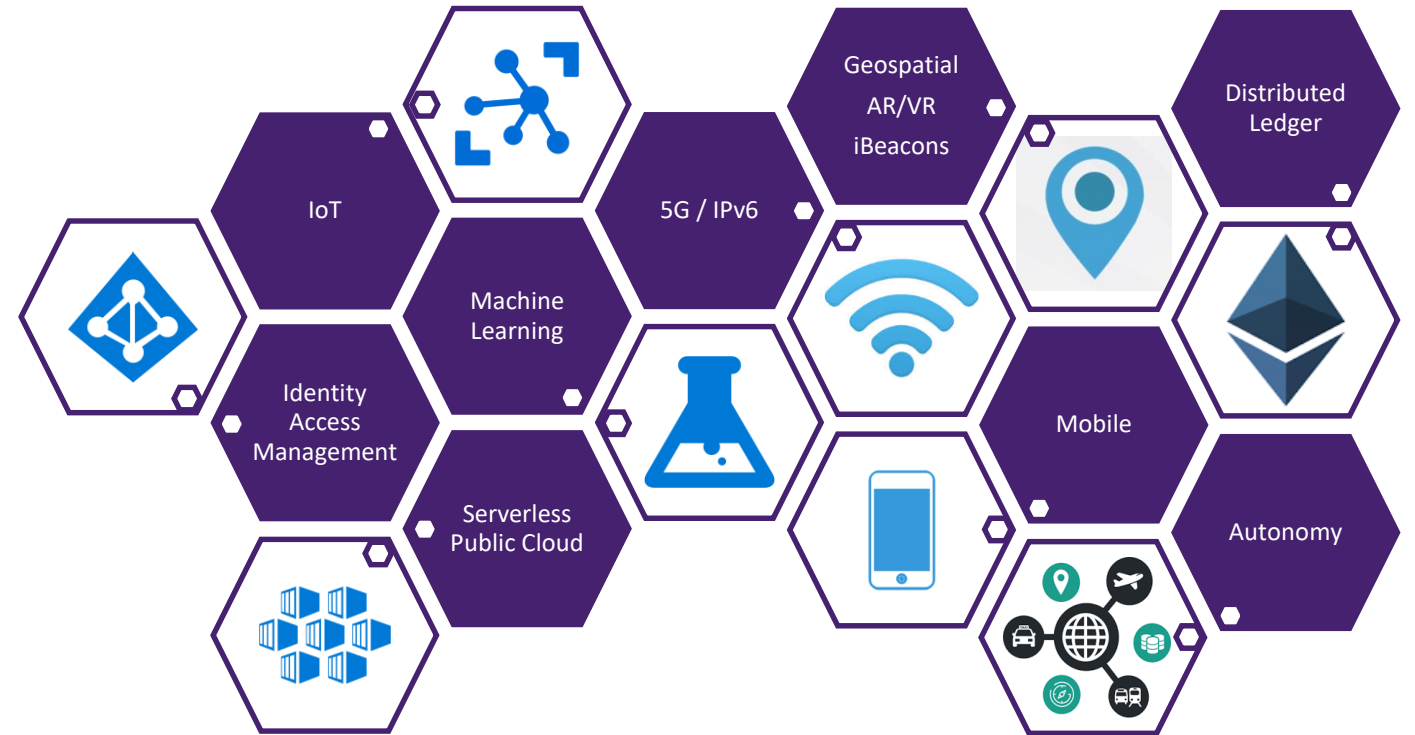 Geospatial
AR/VR
iBeacons
Distributed
Ledger
IoT
5G / IPv6
Machine
Learning
Identity
Access
Management
Mobile
Serverless
Public Cloud
Autonomy